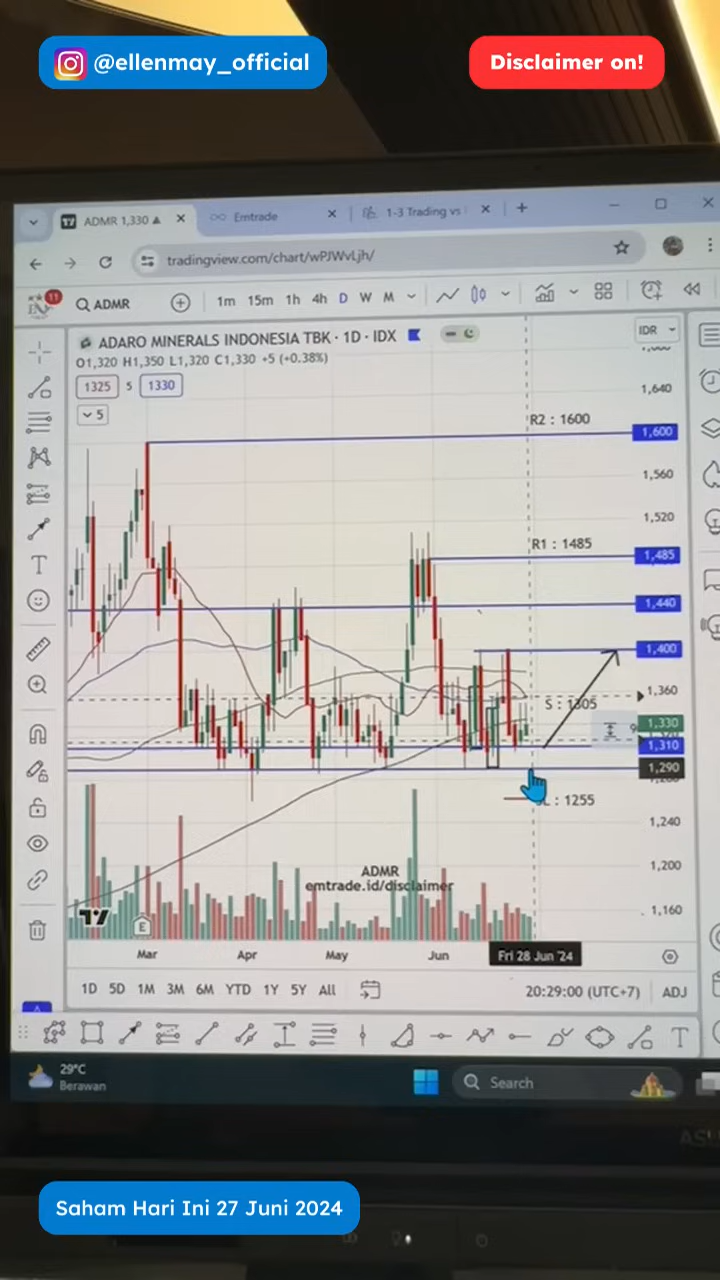 @ellenmay_official
Disclaimer on!
ADMR 1,330
Emtrade
1-3 Trading vs
tradingview.com/chart/wPJWvLjh/
11
ADMR
1m 15m 1h 4h D W M
ADARO MINERALS INDONESIA TBK · 1D · IDX
IDR
O1,320 H1,350 L1,320 C1,330 +5 (+0.38%)
1325 5 1330
5
1,640
R2 : 1600
1,600
1,560
1,520
R1 : 1485
1,485
1,440
1,400
1,360
S : 1305
1,330
1,310
1,290
: 1255
1,240
1,200
1,160
ADMR
emtrade.id/disclaimer
E
Mar Apr May Jun Fri 28 Jun '24
1D 5D 1M 3M 6M YTD 1Y 5Y All
20:29:00 (UTC+7) ADJ
29°C
Berawan
Search
Saham Hari Ini 27 Juni 2024